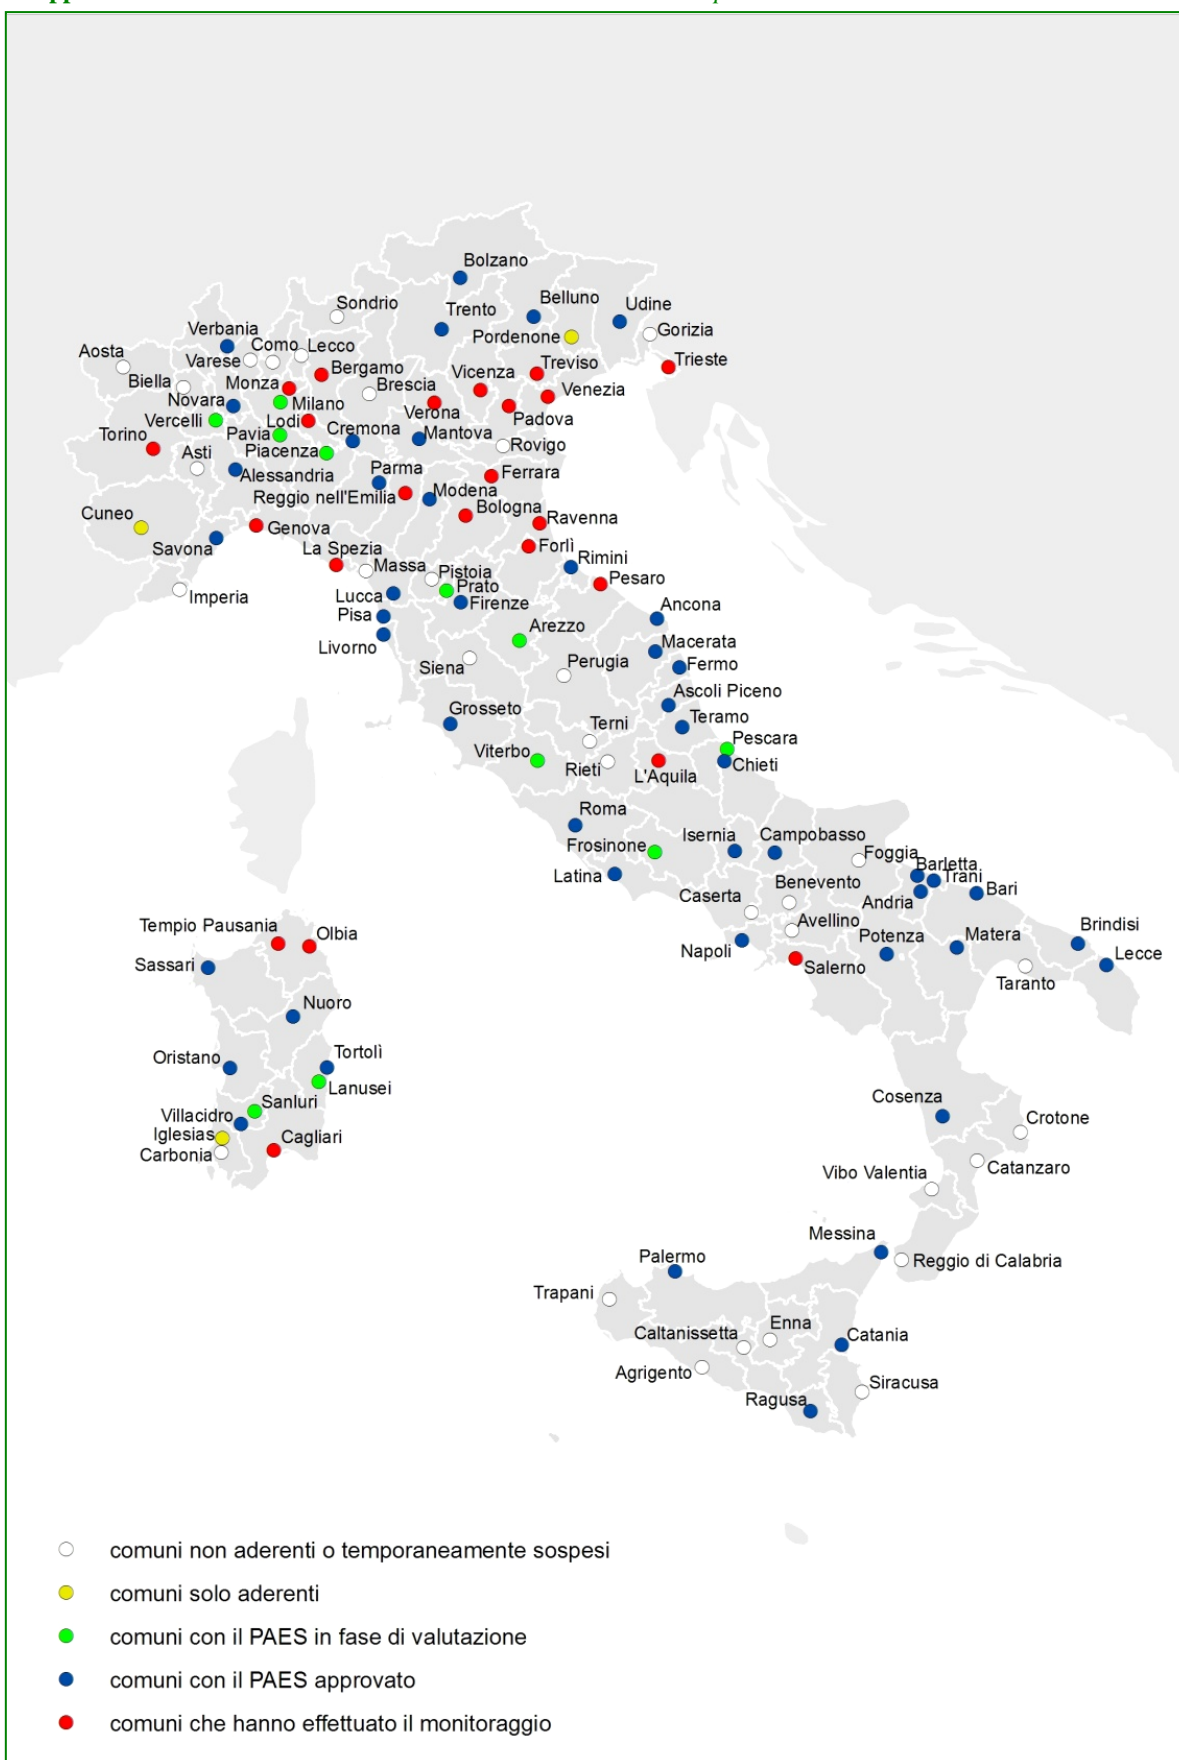 Bolzano
Sondrio
Trento
Belluno
Udine
Verbania
Pordenone
Gorizia
Aosta
Varese
Como
Lecco
Bergamo
Treviso
Trieste
Biella
Monza
Brescia
Vicenza
Venezia
Novara
Milano
Verona
Padova
Vercelli
Lodi
Cremona
Mantova
Torino
Pavia
Rovigo
Asti
Piacenza
Alessandria
Parma
Ferrara
Reggio nell'Emilia
Modena
Cuneo
Bologna
Ravenna
Savona
Genova
La Spezia
Forlì
Rimini
Massa
Pistoia
Pesaro
Imperia
Lucca
Prato
Firenze
Ancona
Pisa
Arezzo
Livorno
Macerata
Siena
Perugia
Fermo
Grosseto
Ascoli Piceno
Terni
Teramo
Viterbo
Pescara
Rieti
L'Aquila
Chieti
Roma
Isernia
Campobasso
Frosinone
Foggia
Barletta
Latina
Benevento
Trani
Caserta
Andria
Bari
Tempio Pausania
Olbia
Avellino
Brindisi
Napoli
Potenza
Matera
Sassari
Salerno
Lecce
Taranto
Nuoro
Oristano
Tortolì
Lanusei
Sanluri
Villacidro
Cosenza
Iglesias
Cagliari
Crotone
Carbonia
Catanzaro
Vibo Valentia
Messina
Palermo
Reggio di Calabria
Trapani
Enna
Caltanissetta
Catania
Agrigento
Siracusa
Ragusa
comuni non aderenti o temporaneamente sospesi
comuni solo aderenti
comuni con il PAES in fase di valutazione
comuni con il PAES approvato
comuni che hanno effettuato il monitoraggio